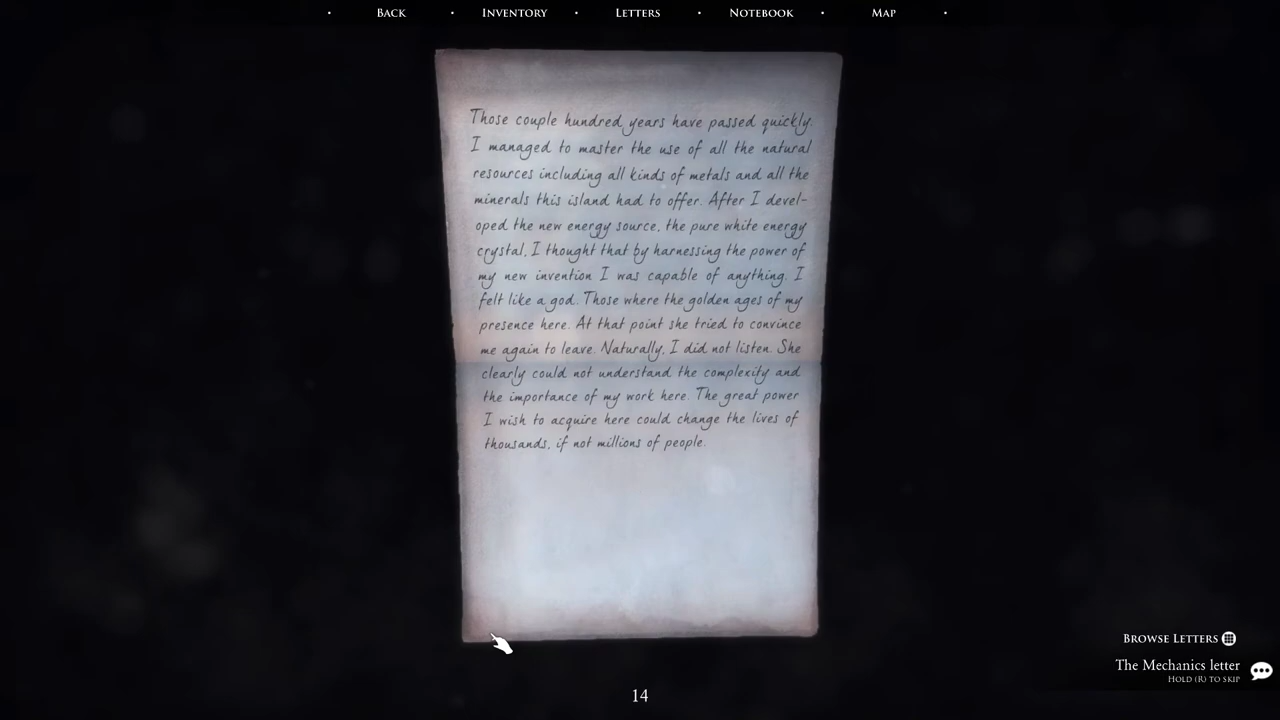 BACK
INVENTORY
LETTERS
NOTEBOOK
MAP
Those couple hundred years have passed quickly.
I managed to master the use of all the natural
resources including all kinds of metals and all the
minerals this island had to offer. After I devel-
oped the new energy source, the pure white energy
crystal, I thought that by harnessing the power of
my new invention I was capable of anything. I
felt like a god. Those where the golden ages of my
presence here. At that point she tried to convince
me again to leave. Naturally, I did not listen. She
clearly could not understand the complexity and
the importance of my work here. The great power
I wish to acquire here could change the lives of
thousands, if not millions of people.
BROWSE LETTERS
The Mechanics letter
HOLD (R) TO SKIP
14